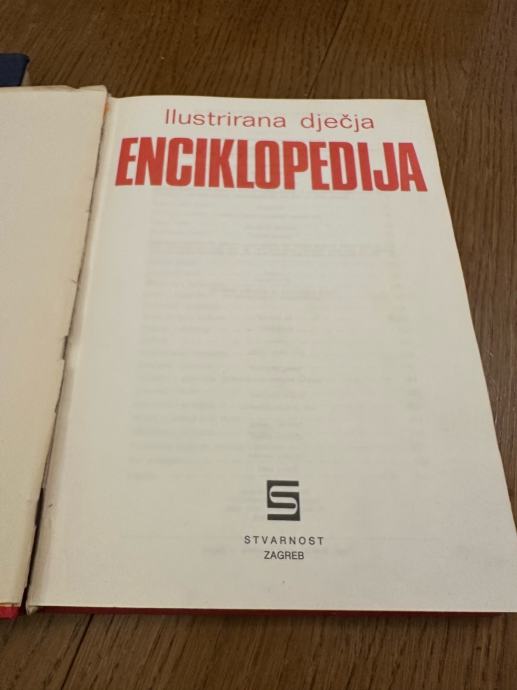 Ilustrirana dječja
ENCIKLOPEDIJA
S
STVARNOST
ZAGREB